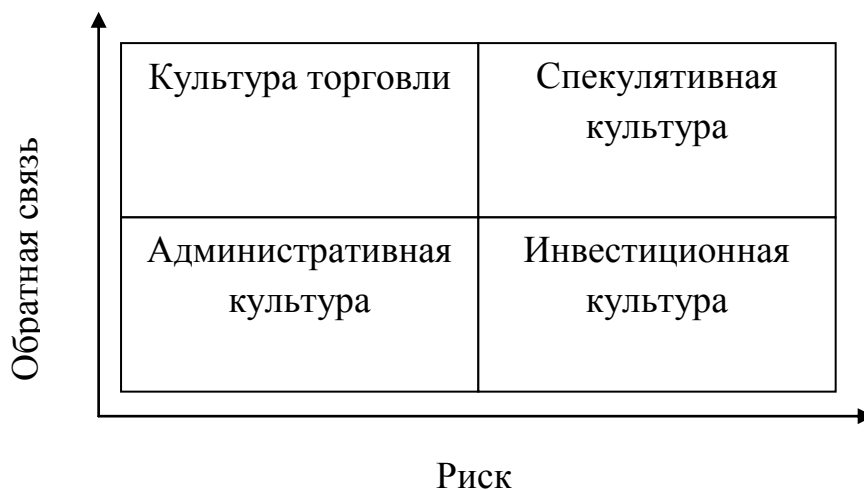 Культура торговли
Спекулятивная
культура
Административная
культура
Инвестиционная
культура
Обратная связь
Риск